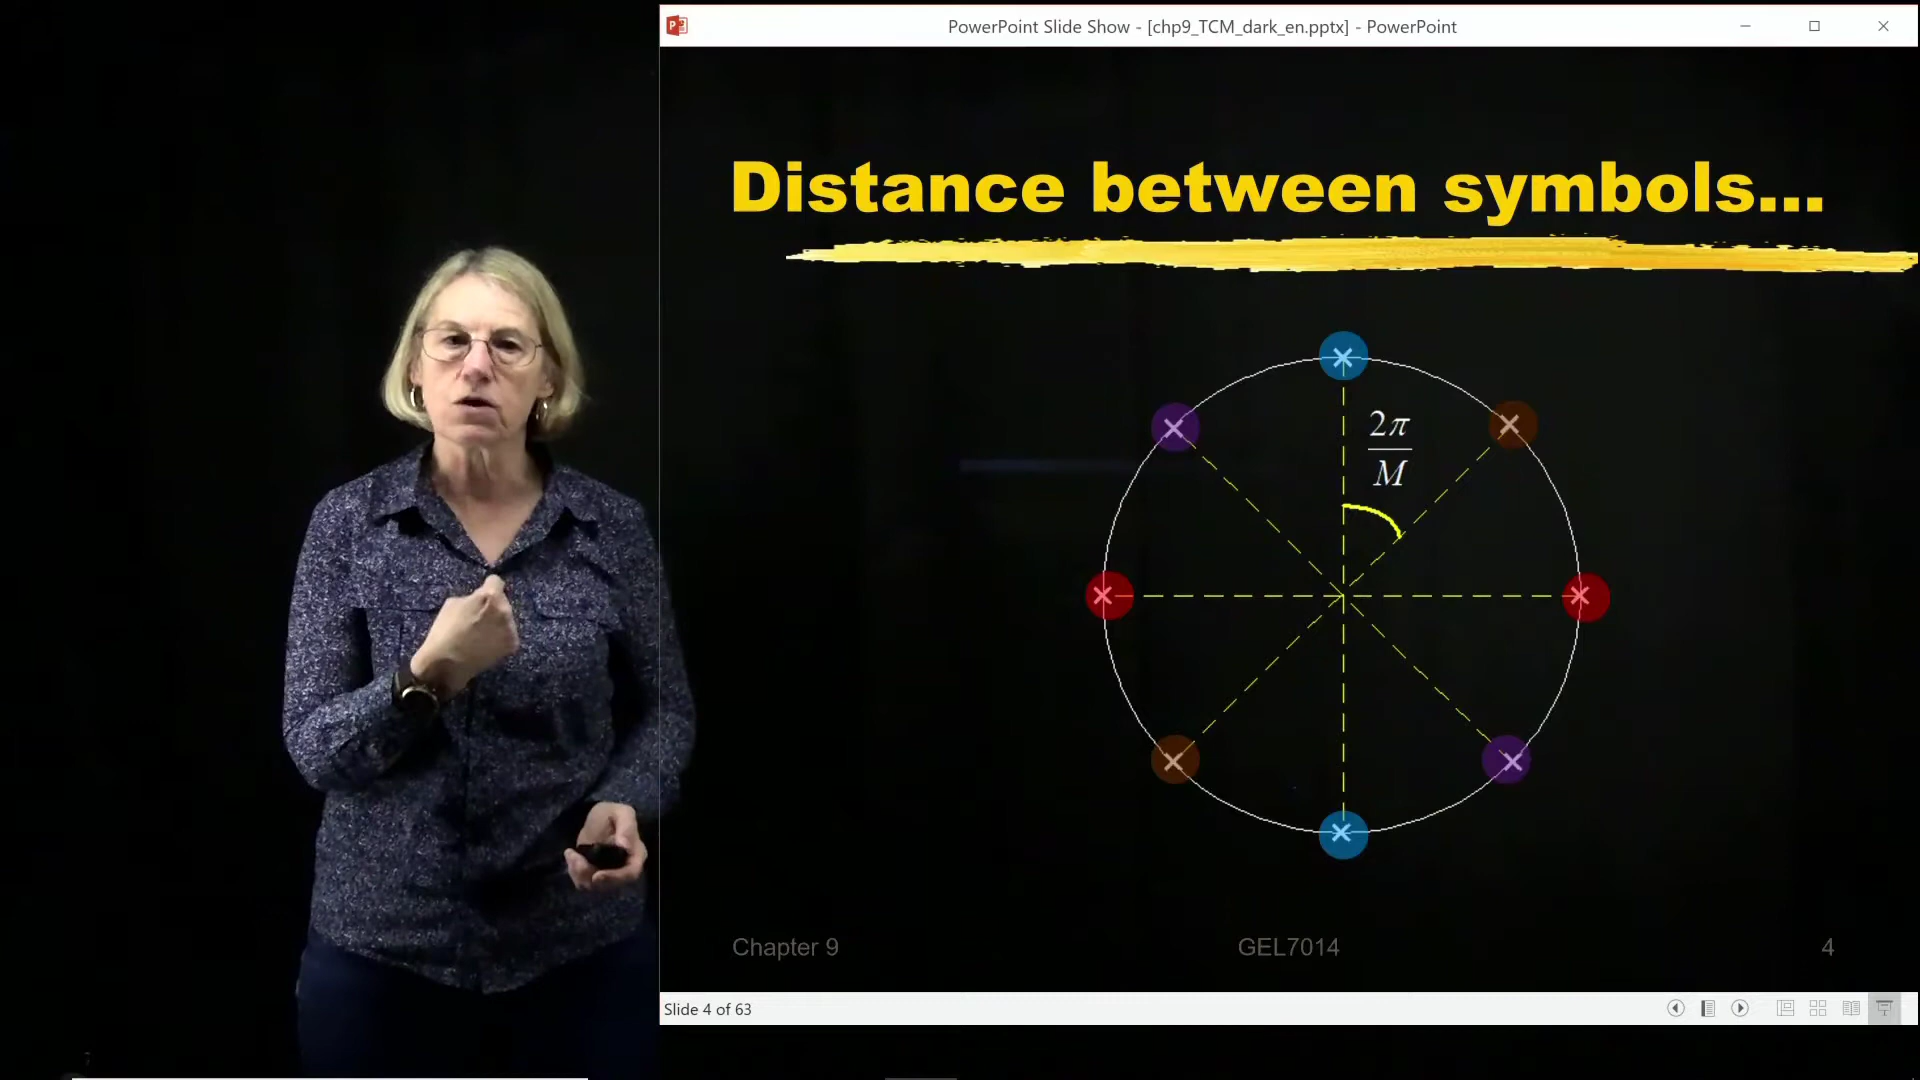 PowerPoint Slide Show - [chp9_TCM_dark_en.pptx] - PowerPoint
Distance between symbols...
2π
M
Chapter 9
GEL7014
4
Slide 4 of 63